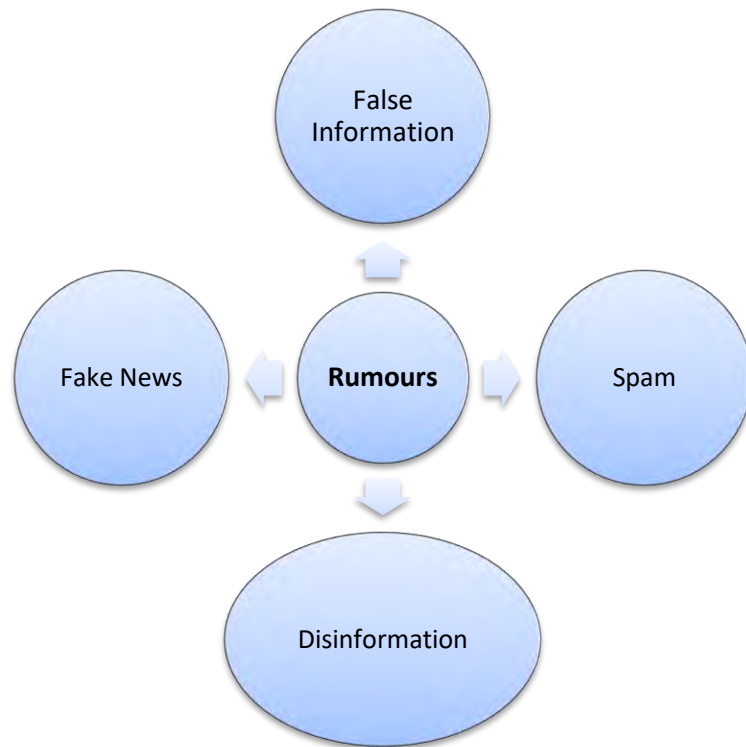 False
Information
Fake News
Rumours
Spam
Disinformation